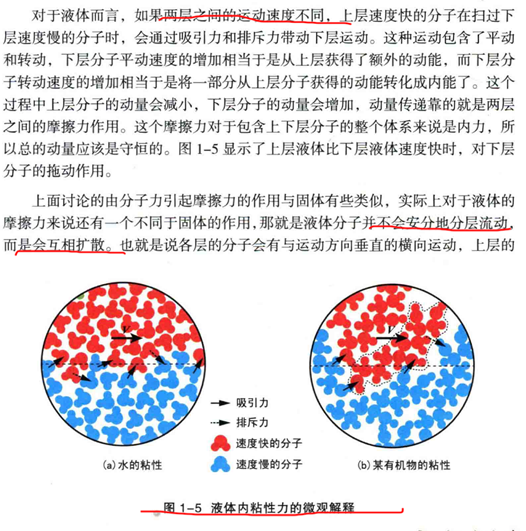 对于液体而言，如果两层之间的运动速度不同，上层速度快的分子在扫过下
层速度慢的分子时，会通过吸引力和排斥力带动下层运动。这种运动包含了平动
和转动，下层分子平动速度的增加相当于是从上层获得了额外的动能，而下层分
子转动速度的增加相当于是将一部分从上层分子获得的动能转化成内能了。这个
过程中上层分子的动量会减小，下层分子的动量会增加，动量传递靠的就是两层
之间的摩擦力作用。这个摩擦力对于包含上下层分子的整个体系来说是内力，所
以总的动量应该是守恒的。图 1-5 显示了上层液体比下层液体速度快时，对下层
分子的拖动作用。
上面讨论的由分子力引起摩擦力的作用与固体有些类似，实际上对于液体的
摩擦力来说还有一个不同于固体的作用，那就是液体分子并不会安分地分层流动，
而是会互相扩散。也就是说各层的分子会有与运动方向垂直的横向运动，上层的
V
V
吸引力
排斥力
速度快的分子
速度慢的分子
(a)水的粘性
(b)某有机物的粘性
图 1-5 液体内粘性力的微观解释